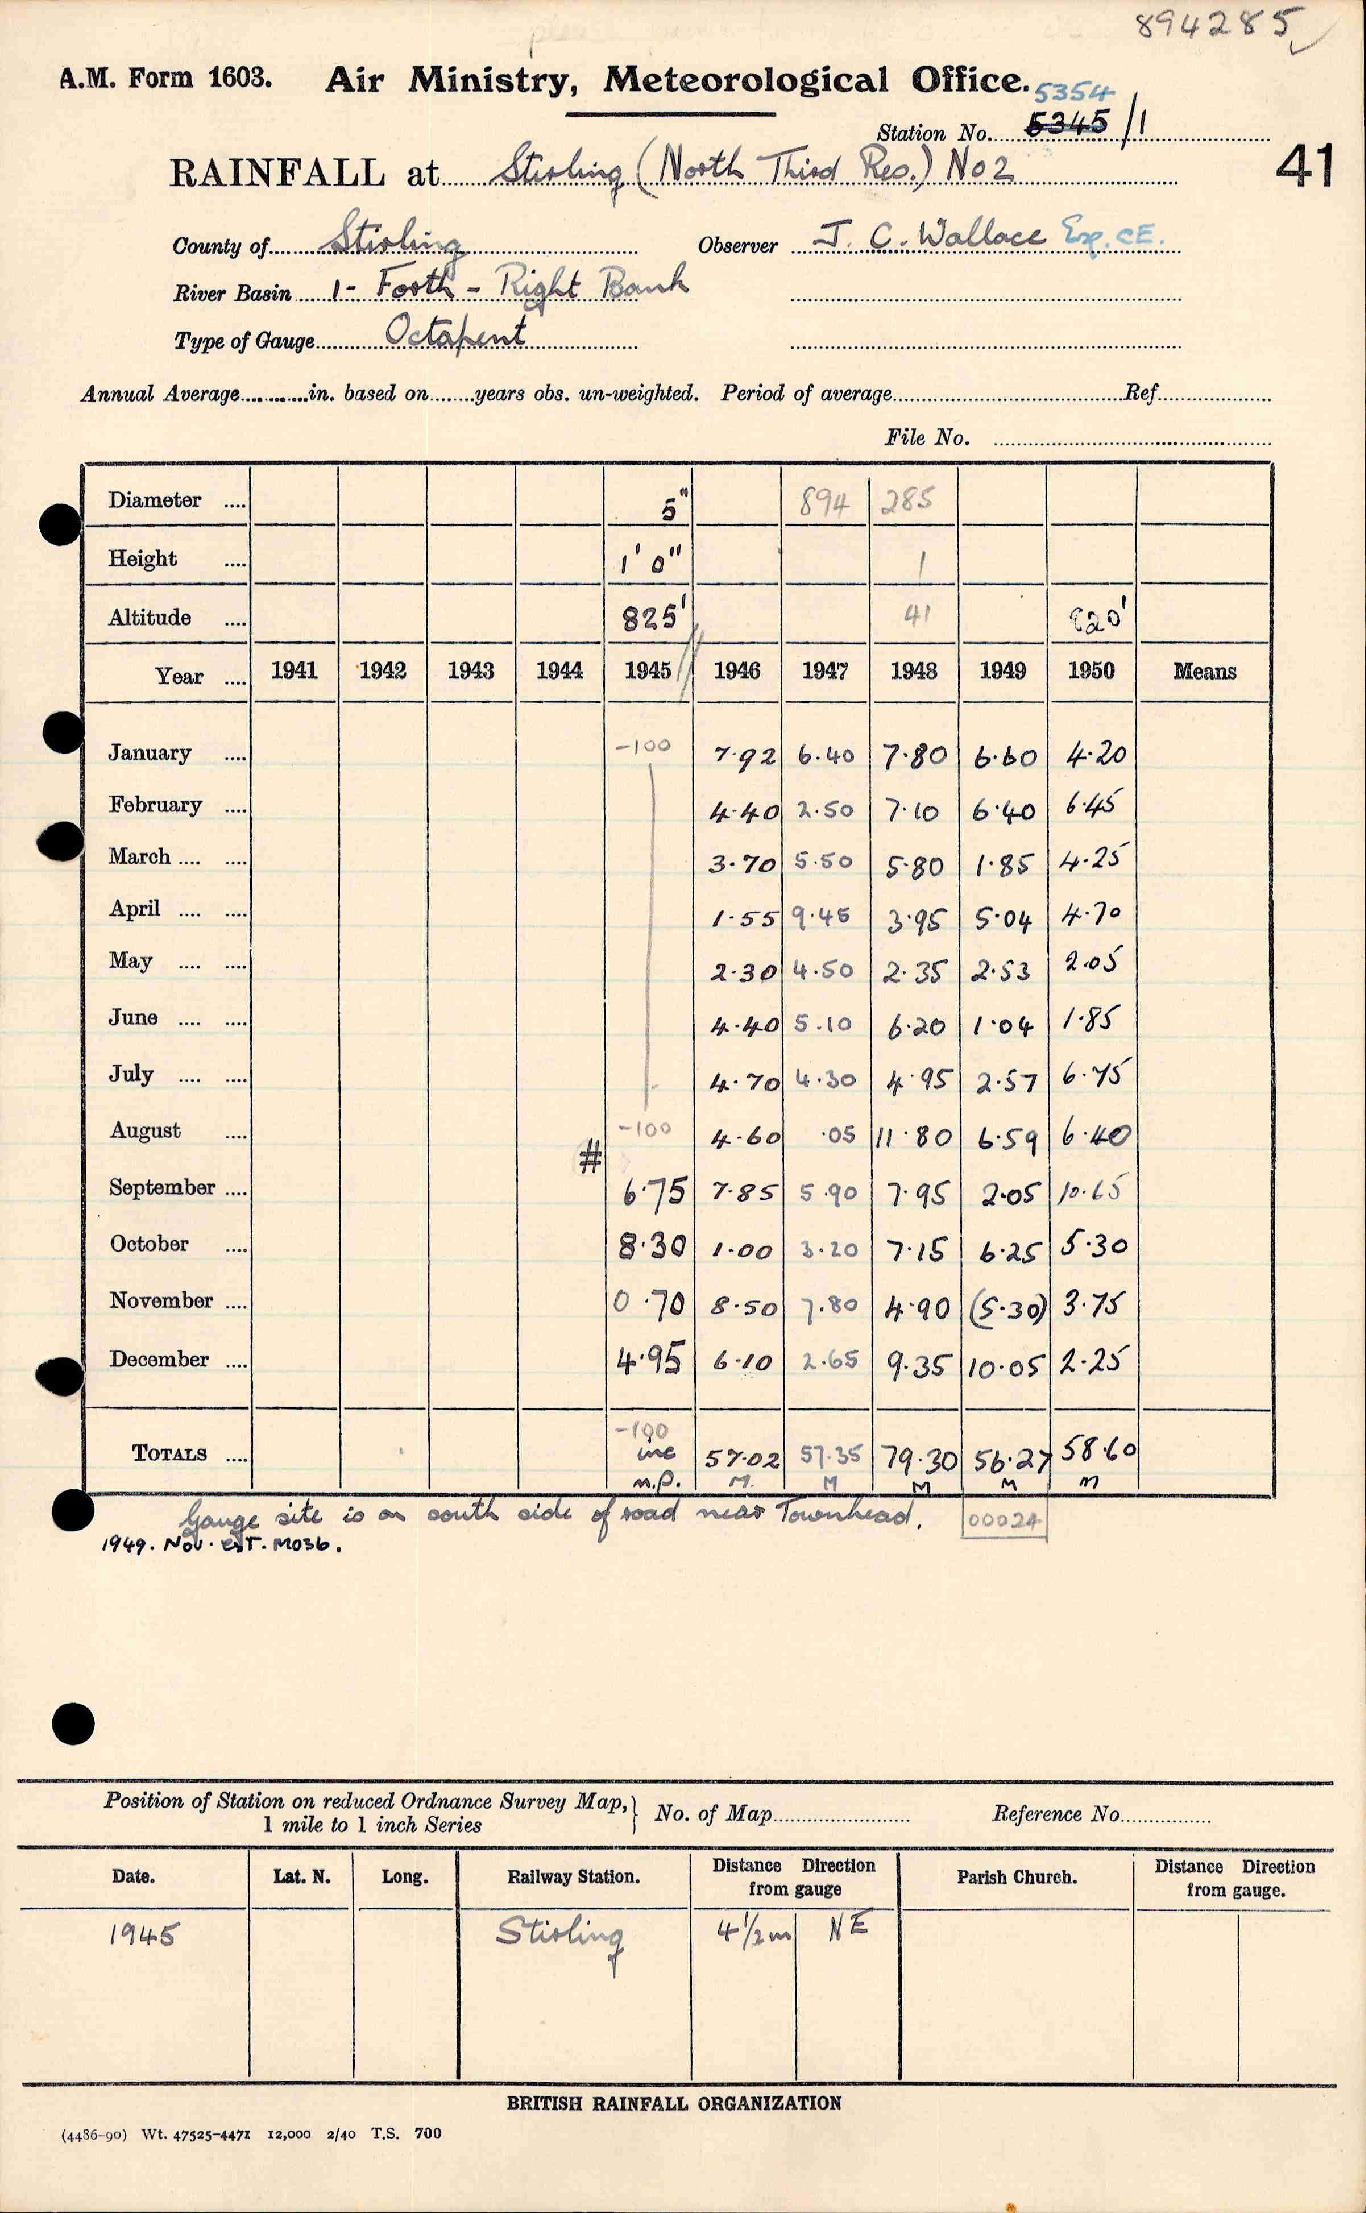 894285
A.M. Form 1603. Air Ministry, Meteorological Office.
5354
Station No. 5345/1
RAINFALL at Stirling (North Third Res.) No 2
41
County of Stirling Observer J. C. Wallace Esq. C.E.
River Basin 1- Forth - Right Bank
Type of Gauge Octapent
Annual Average in. based on years obs. un-weighted. Period of average Ref
File No.
Diameter .... 5" 894 285
Height .... 1' 0" 1
Altitude .... 825' 41 820'
Year .... 1941 1942 1943 1944 1945 1946 1947 1948 1949 1950 Means
January .... -100 7.92 6.40 7.80 6.60 4.20
February .... 4.40 2.50 7.10 6.40 6.45
March .... .... 3.70 5.50 5.80 1.85 4.25
April .... .... 1.55 9.45 3.95 5.04 4.70
May .... .... 2.30 4.50 2.35 2.53 2.05
June .... .... 4.40 5.10 6.20 1.04 1.85
July .... .... 4.70 4.30 4.95 2.57 6.75
August .... -100 4.60 .05 11.80 6.59 6.40
#
September .... 6.75 7.85 5.90 7.95 2.05 10.65
October .... 8.30 1.00 3.20 7.15 6.25 5.30
November .... 0.70 8.50 7.80 4.90 (5.30) 3.75
December .... 4.95 6.10 2.65 9.35 10.05 2.25
-100
TOTALS .... inc 57.02 57.35 79.30 56.27 58.60
n.p. M. M M M M
Gauge site is on south side of road near Townhead. 00024
1949. Nov. est. M036.
Position of Station on reduced Ordnance Survey Map, } No. of Map Reference No.
1 mile to 1 inch Series
Date. Lat. N. Long. Railway Station. Distance Direction from gauge Parish Church. Distance Direction from gauge.
1945 Stirling 4 1/2 m NE
BRITISH RAINFALL ORGANIZATION
(4486-90) Wt. 47525-4471 12,000 2/40 T.S. 700